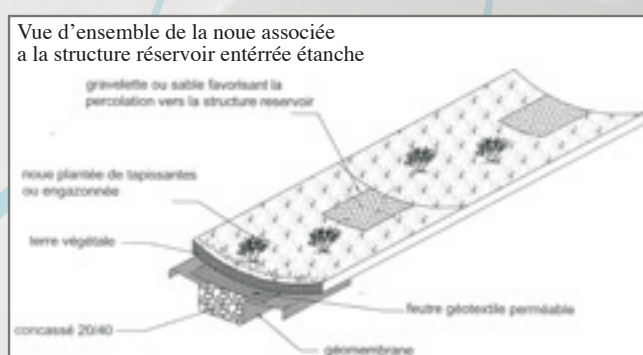 Vue d'ensemble de la noue associée
a la structure réservoir entérrée étanche
gravelette ou sable favorisant la
percolation vers la structure reservoir
noue plantée de tapissantes
ou engazonnée
terre végétale
feutre géotextile perméable
concassé 20/40
géomembrane